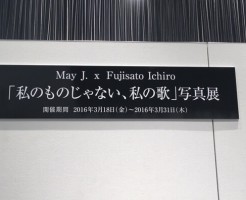 May J. x Fujisato Ichiro
「私のものじゃない、私の歌」写真展
開催期間 2016年3月18日(金)～2016年3月31日(木)